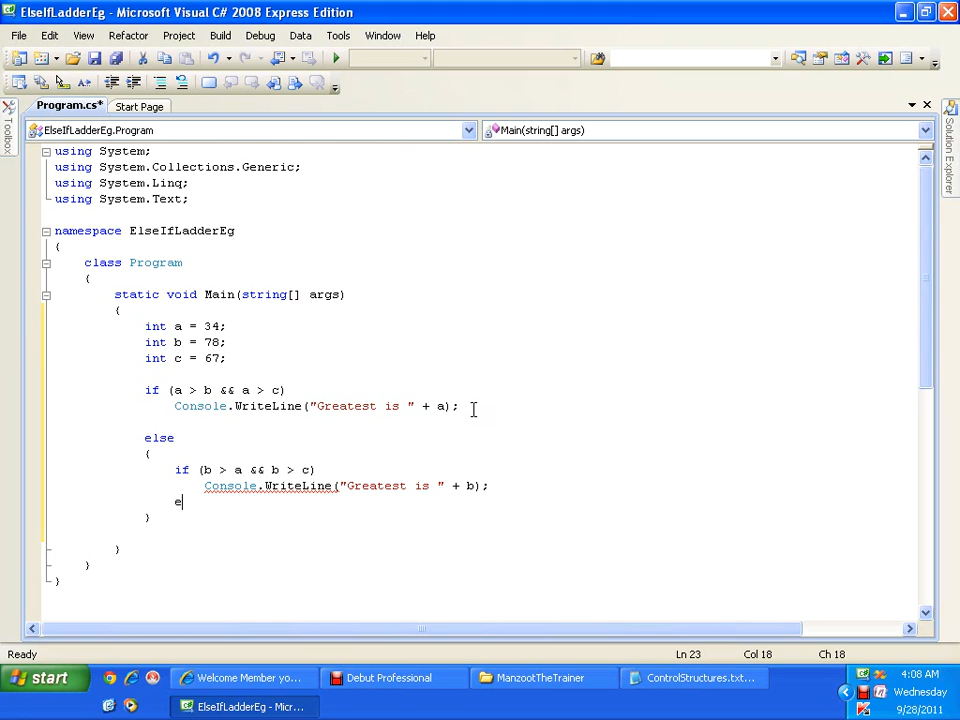 ElseIfLadderEg - Microsoft Visual C# 2008 Express Edition
File Edit View Refactor Project Build Debug Data Tools Window Help
Program.cs* Start Page
Toolbox
Solution Explorer
ElseIfLadderEg.Program Main(string[] args)
using System;
using System.Collections.Generic;
using System.Linq;
using System.Text;
namespace ElseIfLadderEg
{
class Program
{
static void Main(string[] args)
{
int a = 34;
int b = 78;
int c = 67;
if (a > b && a > c)
Console.WriteLine("Greatest is " + a);
else
{
if (b > a && b > c)
Console.WriteLine("Greatest is " + b);
e
}
}
}
}
Ready Ln 23 Col 18 Ch 18
start Welcome Member yo... Debut Professional ManzootTheTrainer ControlStructures.txt... 4:08 AM
Wednesday
ElseIfLadderEg - Micr... 9/28/2011